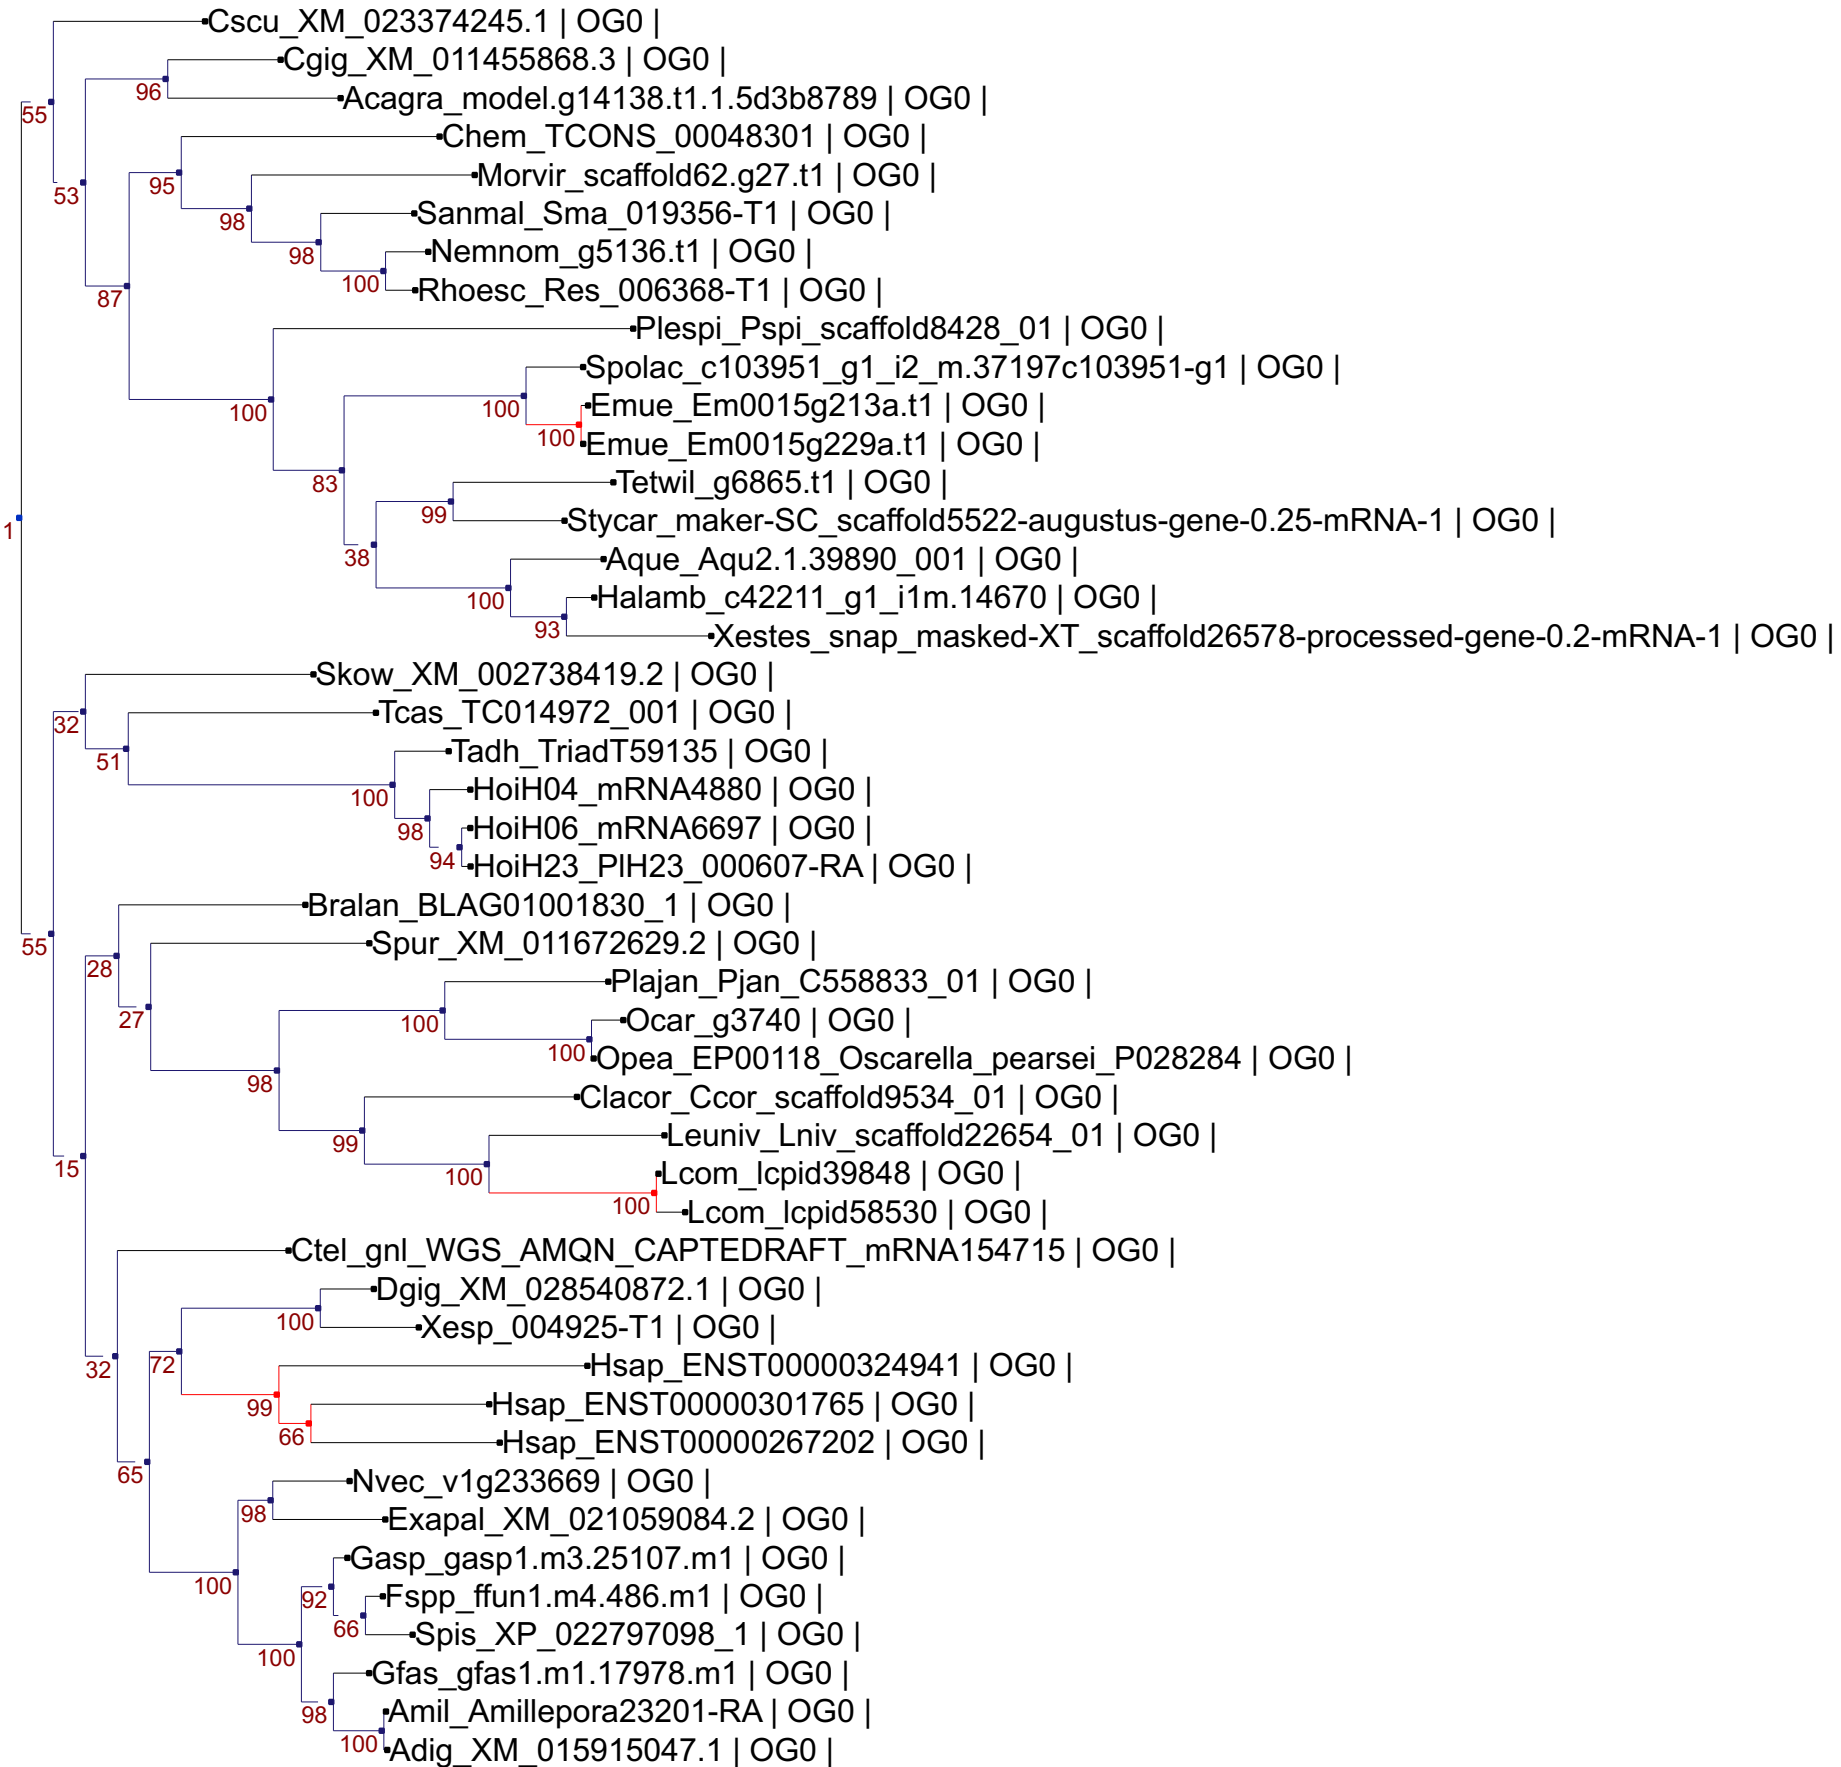 Cscu_XM_023374245.1 | OG0 |
Cgig_XM_011455868.3 | OG0 |
96
Acagra_model.g14138.t1.1.5d3b8789 | OG0 |
55
Chem_TCONS_00048301 | OG0 |
Morvir_scaffold62.g27.t1 | OG0 |
95
53
Sanmal_Sma_019356-T1 | OG0 |
98
Nemnom_g5136.t1 | OG0 |
98
100
Rhoesc_Res_006368-T1 | OG0 |
87
Plespi_Pspi_scaffold8428_01 | OG0 |
Spolac_c103951_g1_i2_m.37197c103951-g1 | OG0 |
Emue_Em0015g213a.t1 | OG0 |
100
100
Emue_Em0015g229a.t1 | OG0 |
100
Tetwil_g6865.t1 | OG0 |
83
Stycar_maker-SC_scaffold5522-augustus-gene-0.25-mRNA-1 | OG0 |
99
1
Aque_Aqu2.1.39890_001 | OG0 |
38
Halamb_c42211_g1_i1m.14670 | OG0 |
100
Xestes_snap_masked-XT_scaffold26578-processed-gene-0.2-mRNA-1 | OG0 |
93
Skow_XM_002738419.2 | OG0 |
Tcas_TC014972_001 | OG0 |
32
Tadh_TriadT59135 | OG0 |
51
HoiH04_mRNA4880 | OG0 |
100
HoiH06_mRNA6697 | OG0 |
98
HoiH23_PlH23_000607-RA | OG0 |
94
Bralan_BLAG01001830_1 | OG0 |
Spur_XM_011672629.2 | OG0 |
55
28
Plajan_Pjan_C558833_01 | OG0 |
Ocar_g3740 | OG0 |
27
100
Opea_EP00118_Oscarella_pearsei_P028284 | OG0 |
100
98
Clacor_Ccor_scaffold9534_01 | OG0 |
Leuniv_Lniv_scaffold22654_01 | OG0 |
99
15
Lcom_lcpid39848 | OG0 |
100
Lcom_lcpid58530 | OG0 |
100
Ctel_gnl_WGS_AMQN_CAPTEDRAFT_mRNA154715 | OG0 |
Dgig_XM_028540872.1 | OG0 |
100
Xesp_004925-T1 | OG0 |
32
72
Hsap_ENST00000324941 | OG0 |
99
Hsap_ENST00000301765 | OG0 |
66
Hsap_ENST00000267202 | OG0 |
65
Nvec_v1g233669 | OG0 |
98
Exapal_XM_021059084.2 | OG0 |
Gasp_gasp1.m3.25107.m1 | OG0 |
100
92
Fspp_ffun1.m4.486.m1 | OG0 |
66
Spis_XP_022797098_1 | OG0 |
100
Gfas_gfas1.m1.17978.m1 | OG0 |
98
Amil_Amillepora23201-RA | OG0 |
100
Adig_XM_015915047.1 | OG0 |